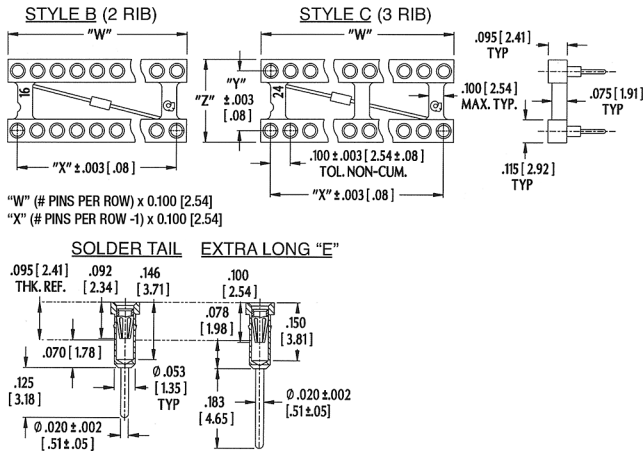 STYLE B (2 RIB)
STYLE C (3 RIB)
"W"
"W"
.095 [2.41]
TYP
16
"Z"
"Y"
±.003
[.08]
24
.100 [2.54]
MAX. TYP.
.075 [1.91]
TYP
"X" ±.003 [.08]
.100 ±.003 [2.54 ±.08]
TOL. NON-CUM.
.115 [2.92]
TYP
"X" ±.003 [.08]
"W" (# PINS PER ROW) x 0.100 [2.54]
"X" (# PINS PER ROW -1) x 0.100 [2.54]
SOLDER TAIL
EXTRA LONG "E"
.095 [2.41]
THK. REF.
.092
[2.34]
.146
[3.71]
.100
[2.54]
.078
[1.98]
.150
[3.81]
.070 [1.78]
.125
[3.18]
Ø.053
[1.35]
TYP
.183
[4.65]
Ø.020 ±.002
[.51±.05]
Ø.020 ±.002
[.51±.05]